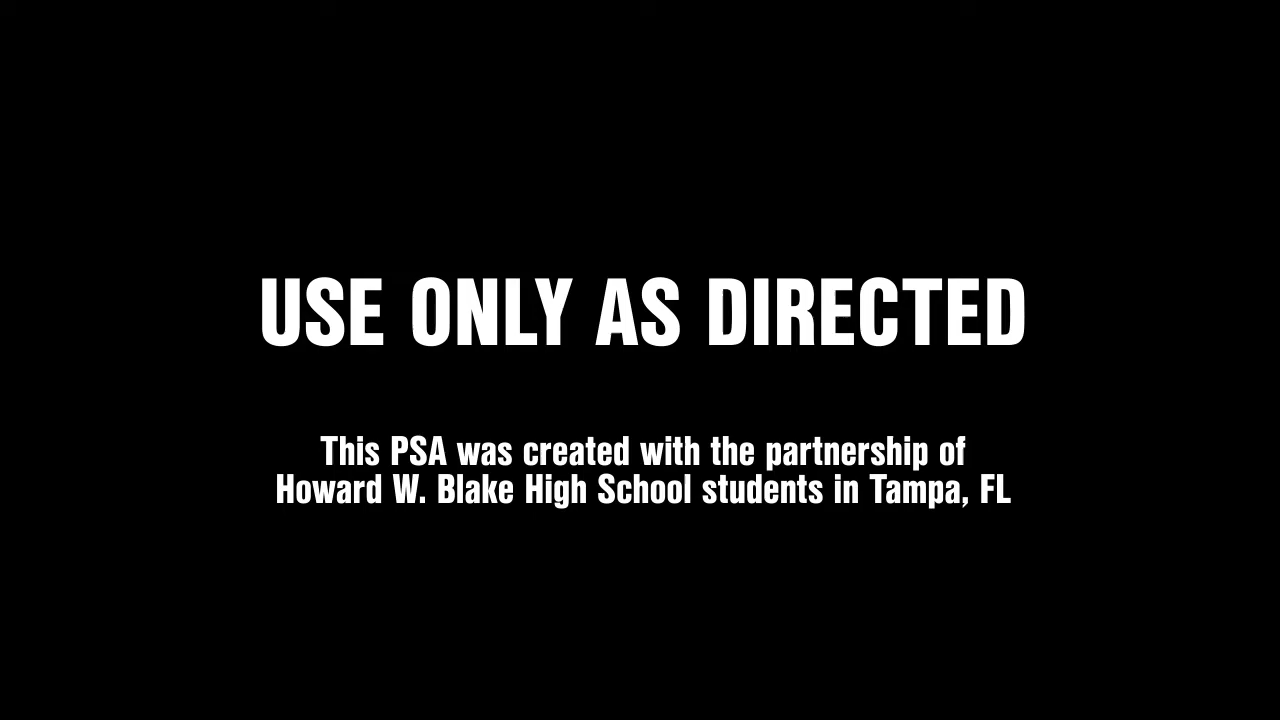 USE ONLY AS DIRECTED
This PSA was created with the partnership of
Howard W. Blake High School students in Tampa, FL